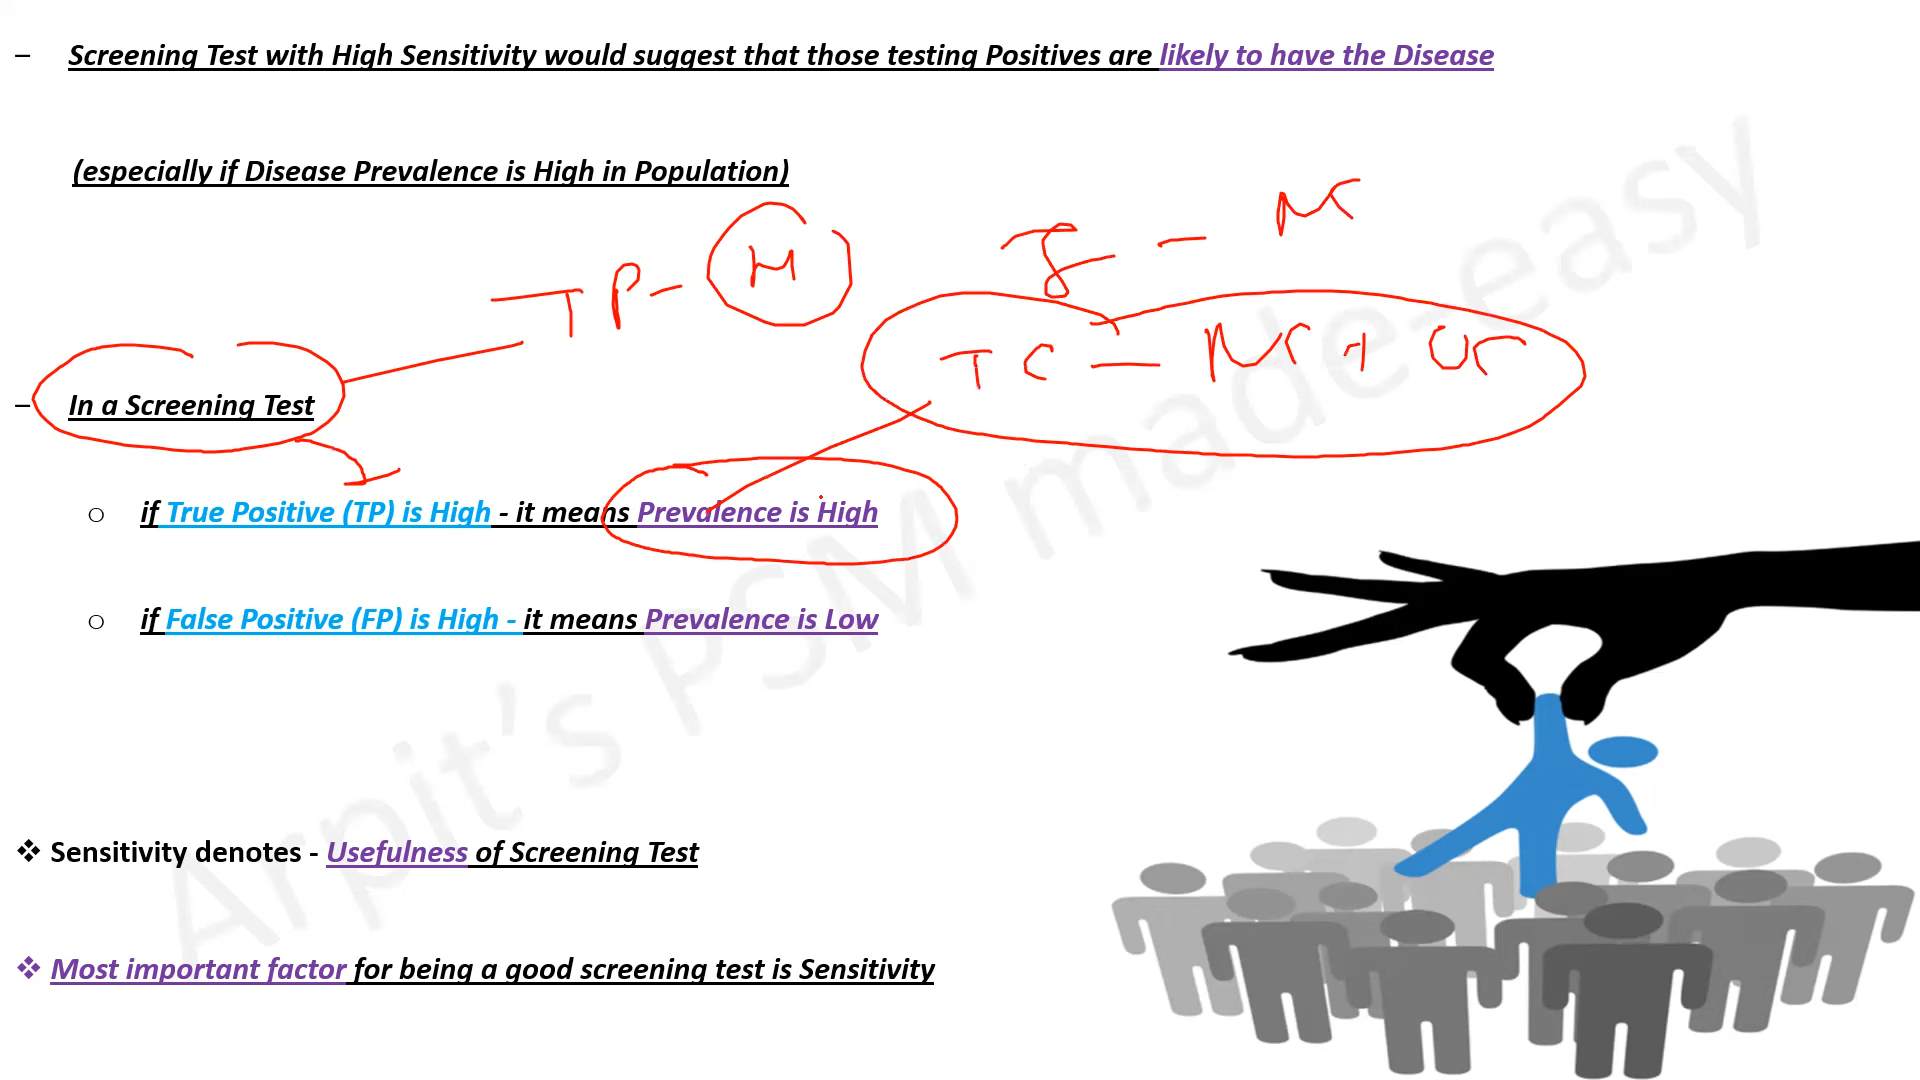 – Screening Test with High Sensitivity would suggest that those testing Positives are likely to have the Disease
(especially if Disease Prevalence is High in Population)
TP - H
TC -
– In a Screening Test
o if True Positive (TP) is High - it means Prevalence is High
o if False Positive (FP) is High - it means Prevalence is Low
❖ Sensitivity denotes - Usefulness of Screening Test
❖ Most important factor for being a good screening test is Sensitivity
Arpit's PSM made-easy